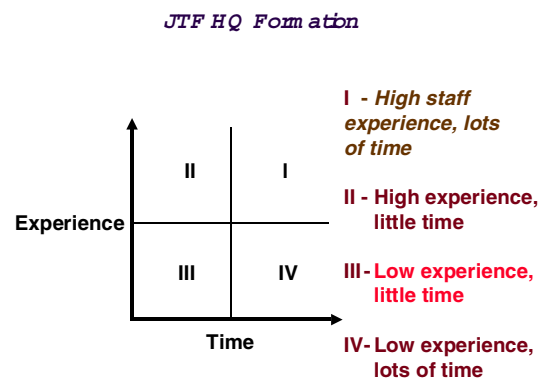 JTF HQ Formation
I - High staff
experience, lots
of time
II I
II - High experience,
little time
Experience
III IV
III - Low experience,
little time
Time
IV - Low experience,
lots of time